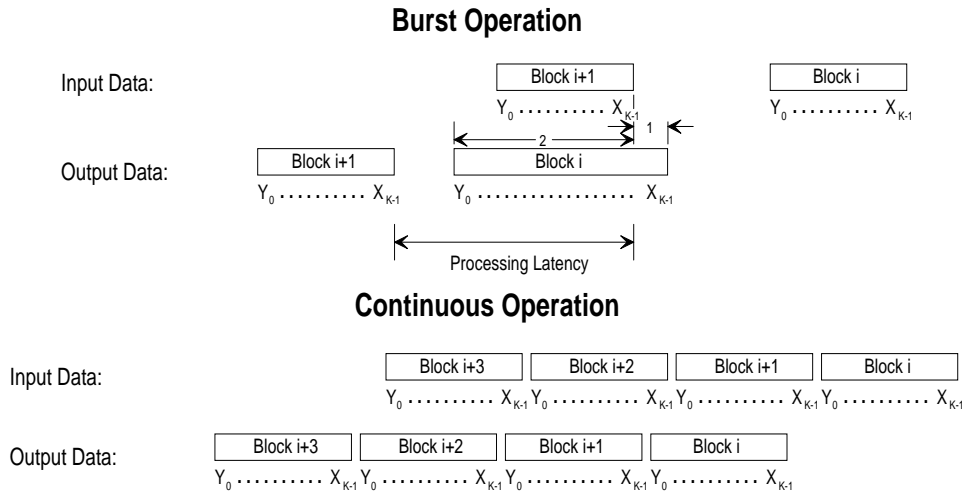 Burst Operation
Input Data:
Block i+1
Block i
Y0 .......... XK-1
Y0 .......... XK-1
1
2
Output Data:
Block i+1
Block i
Y0 .......... XK-1
Y0 .................. XK-1
Processing Latency
Continuous Operation
Input Data:
Block i+3
Block i+2
Block i+1
Block i
Y0 .......... XK-1 Y0 .......... XK-1 Y0 .......... XK-1 Y0 .......... XK-1
Output Data:
Block i+3
Block i+2
Block i+1
Block i
Y0 .......... XK-1 Y0 .......... XK-1 Y0 .......... XK-1 Y0 .......... XK-1